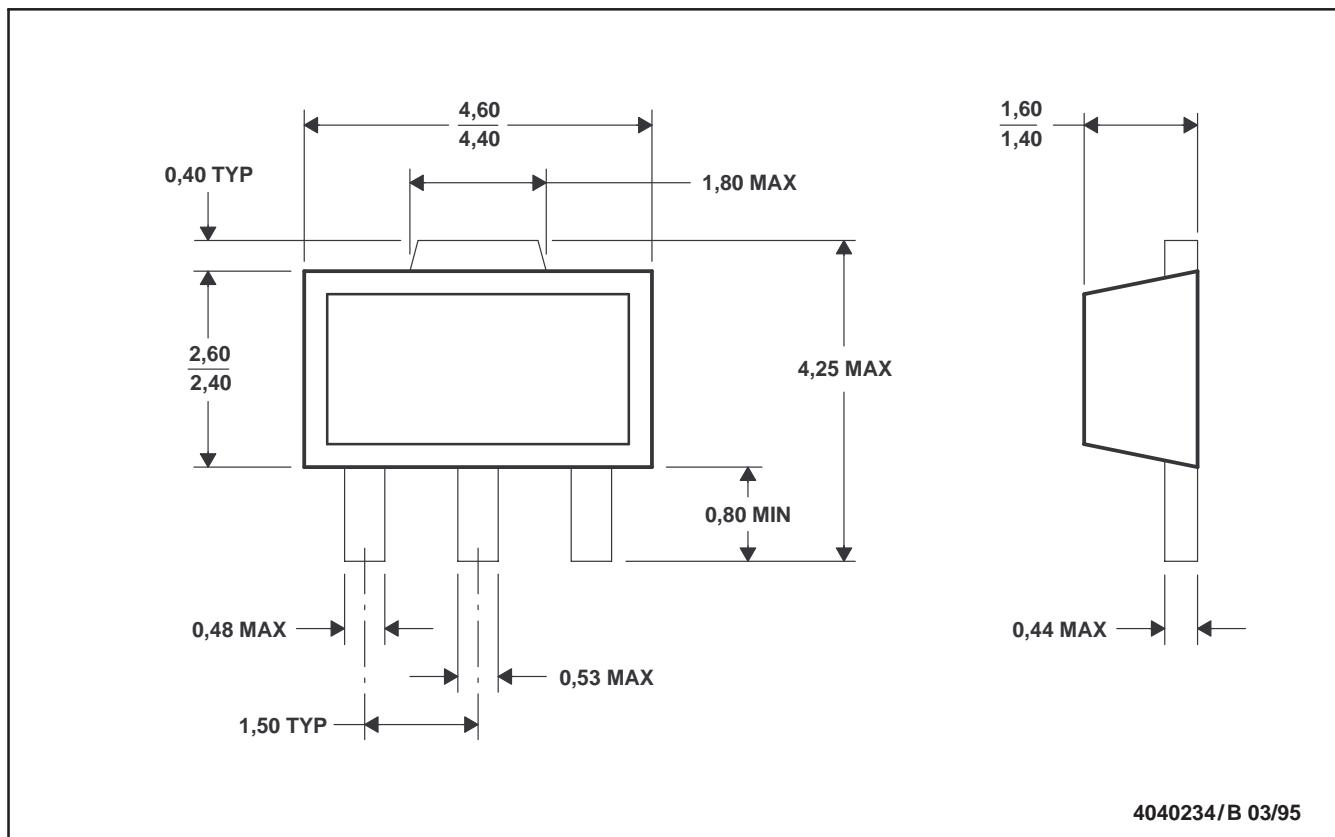 4,60
4,40
1,60
1,40
0,40 TYP
1,80 MAX
2,60
2,40
4,25 MAX
0,80 MIN
0,48 MAX
0,53 MAX
0,44 MAX
1,50 TYP
4040234/B 03/95